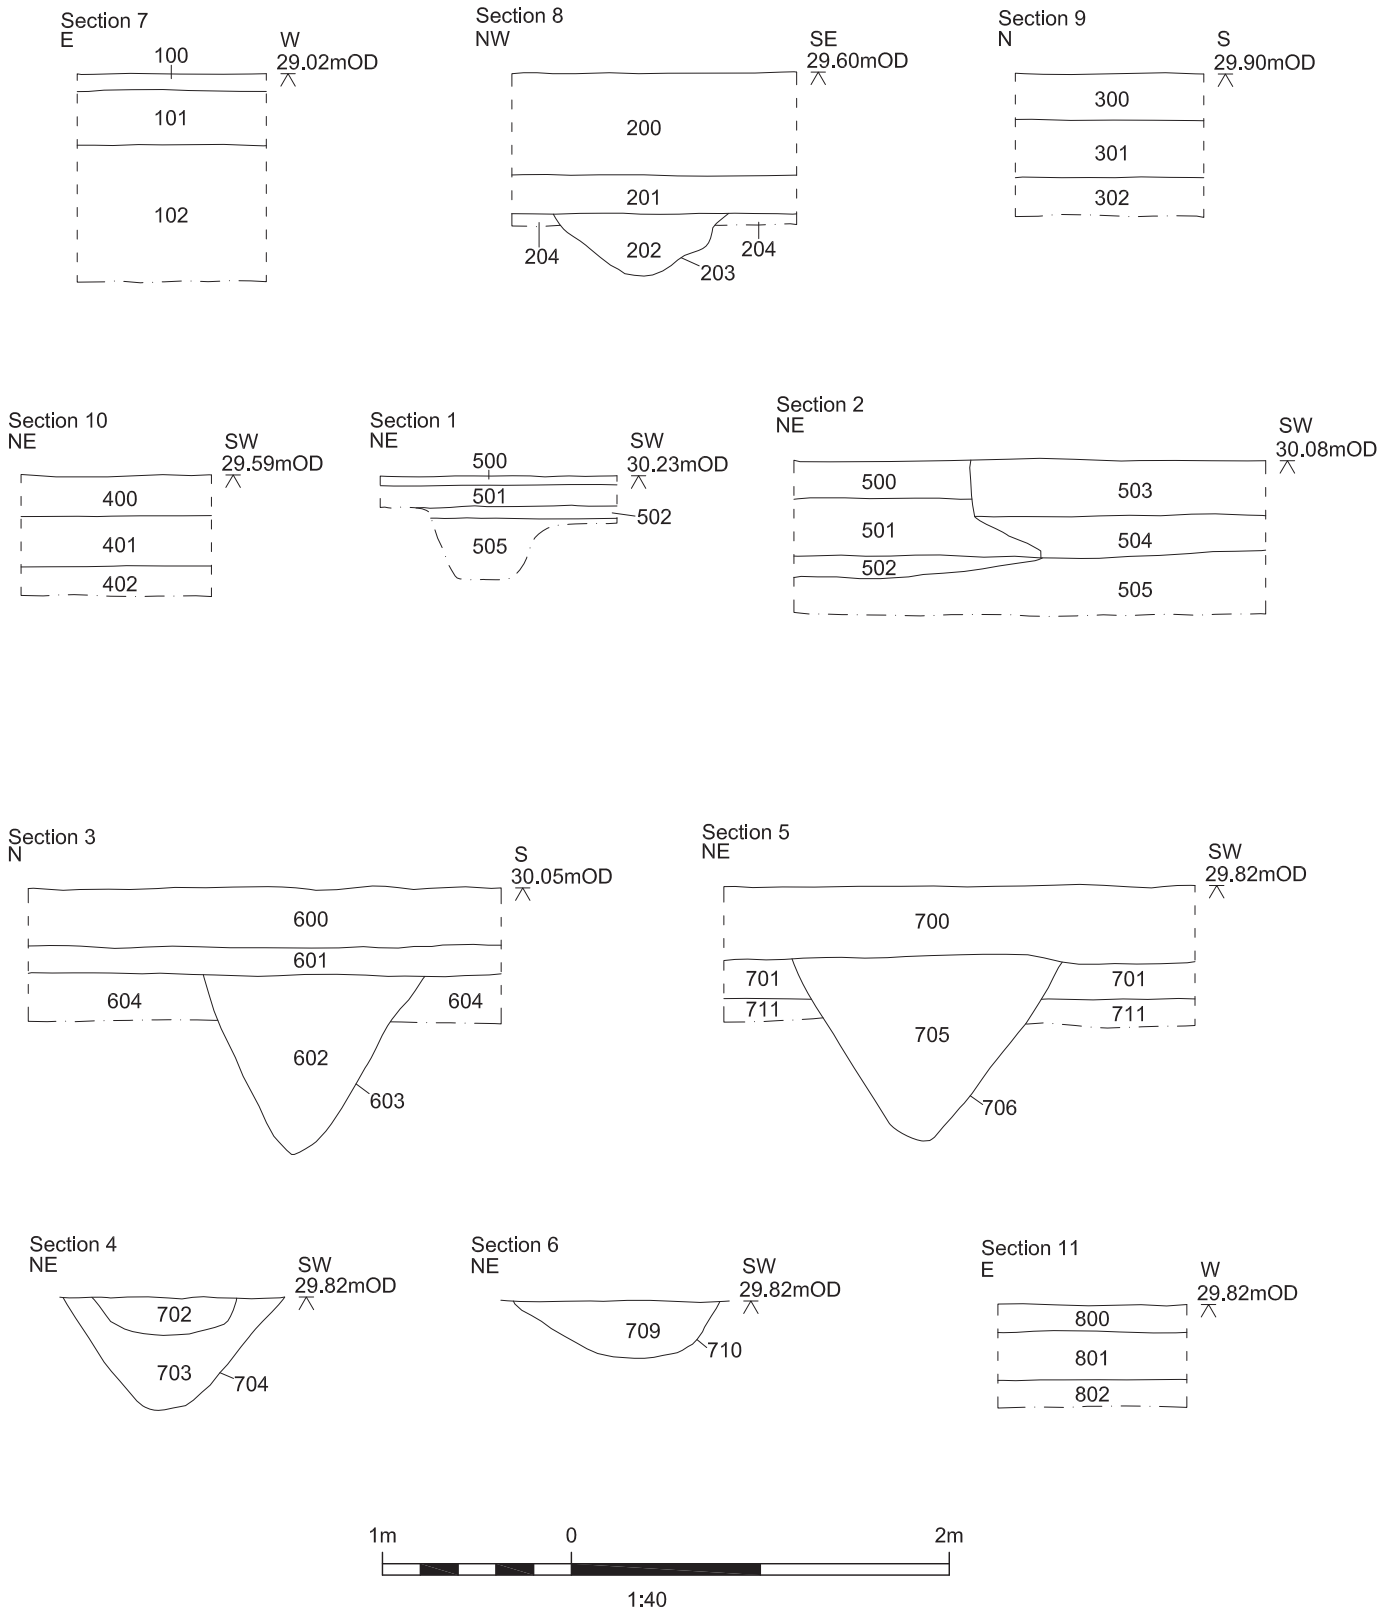 Section 7
E
W
100
29.02mOD
101
102
Section 8
NW
SE
29.60mOD
200
201
202
204
204
203
Section 9
N
S
29.90mOD
300
301
302
Section 10
NE
SW
29.59mOD
400
401
402
Section 1
NE
SW
500
30.23mOD
501
502
505
Section 2
NE
SW
30.08mOD
500
503
501
504
502
505
Section 3
N
S
30.05mOD
600
601
604
604
602
603
Section 5
NE
SW
29.82mOD
700
701
701
711
711
705
706
Section 4
NE
SW
29.82mOD
702
703
704
Section 6
NE
SW
29.82mOD
709
710
Section 11
E
W
29.82mOD
800
801
802
1m
0
2m
1:40